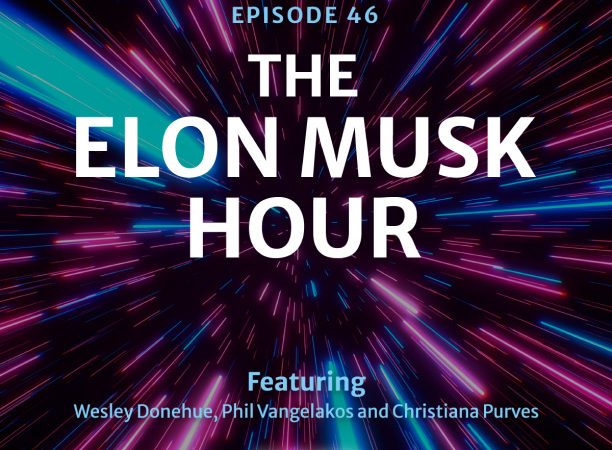 EPISODE 46
THE
ELON MUSK
HOUR
Featuring
Wesley Donehue, Phil Vangelakos and Christiana Purves